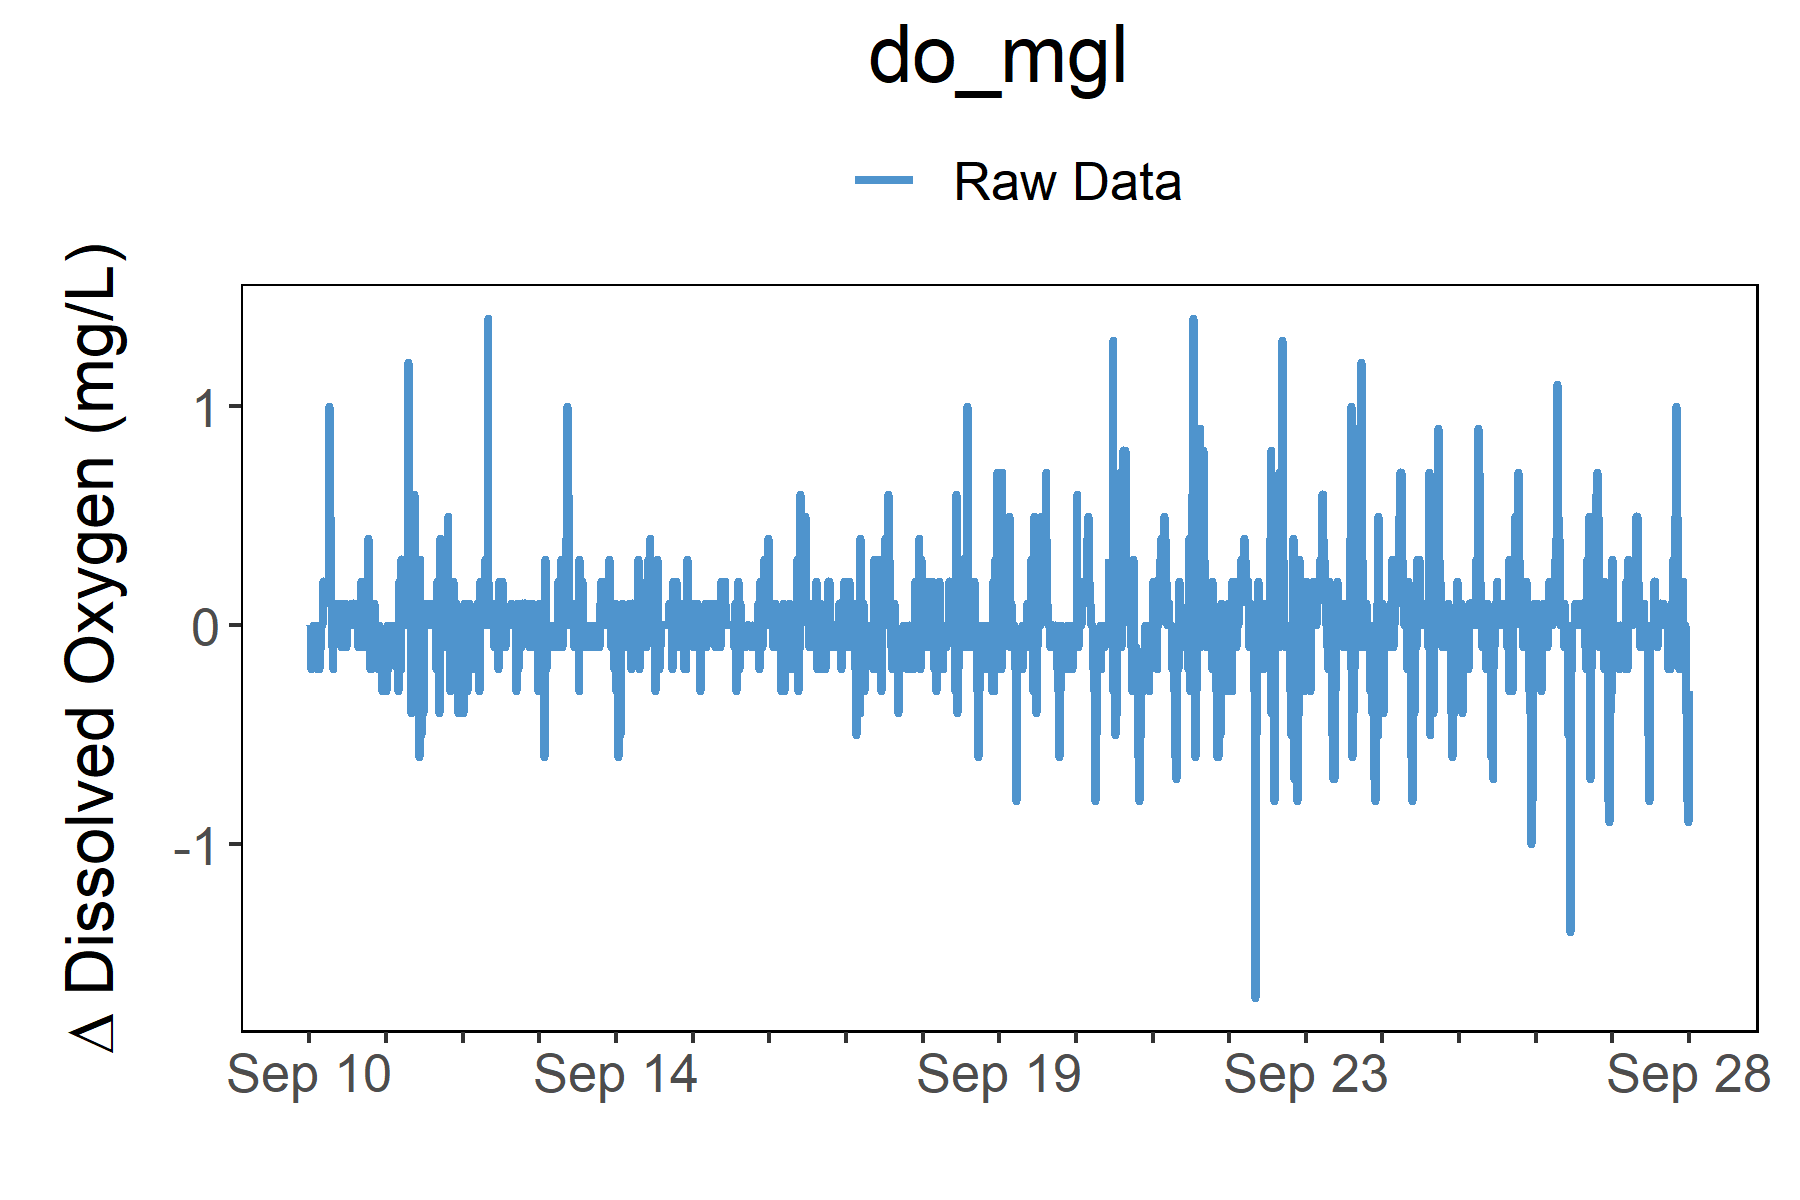 do_mgl
Raw Data
Δ Dissolved Oxygen (mg/L)
1
0
-1
Sep 10
Sep 14
Sep 19
Sep 23
Sep 28